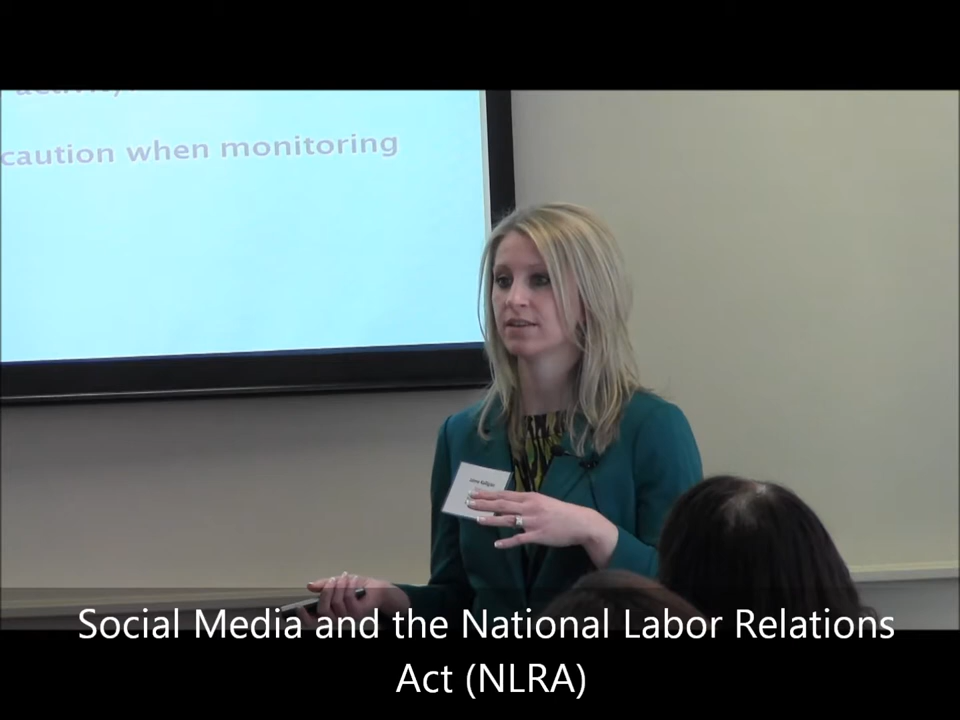 caution when monitoring
Social Media and the National Labor Relations
Act (NLRA)